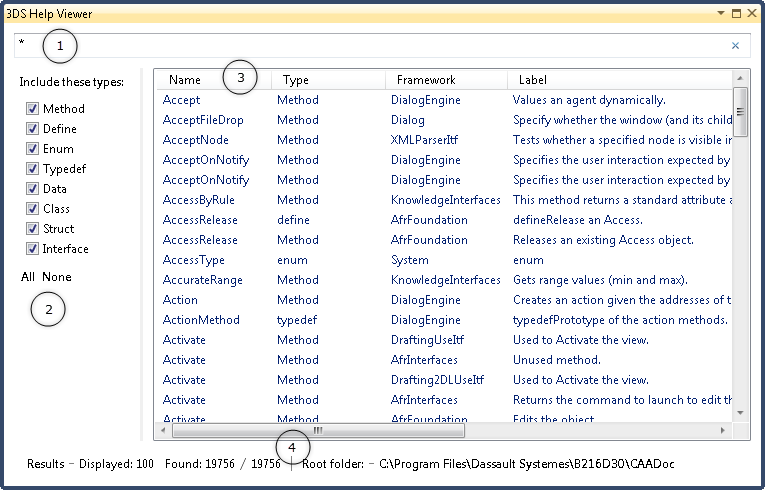 3DS Help Viewer
*
1
Include these types:
Method
Define
Enum
Typedef
Data
Class
Struct
Interface
All None
2
3
Name Type Framework Label
Accept Method DialogEngine Values an agent dynamically.
AcceptFileDrop Method Dialog Specify whether the window (and its child
AcceptNode Method XMLParserItf Tests whether a specified node is visible in
AcceptOnNotify Method DialogEngine Specifies the user interaction expected by
AcceptOnNotify Method DialogEngine Specifies the user interaction expected by
AccessByRule Method KnowledgeInterfaces This method returns a standard attribute a
AccessRelease define AfrFoundation defineRelease an Access.
AccessRelease Method AfrFoundation Releases an existing Access object.
AccessType enum System enum
AccurateRange Method KnowledgeInterfaces Gets range values (min and max).
Action Method DialogEngine Creates an action given the addresses of t
ActionMethod typedef DialogEngine typedefPrototype of the action methods.
Activate Method DraftingUseItf Used to Activate the view.
Activate Method AfrInterfaces Unused method.
Activate Method Drafting2DLUseItf Used to Activate the view.
Activate Method AfrInterfaces Returns the command to launch to edit th
Activate Method AfrFoundation Edits the object.
4
Results - Displayed: 100 Found: 19756 / 19756 | Root folder: - C:\Program Files\Dassault Systemes\B216D30\CAADoc